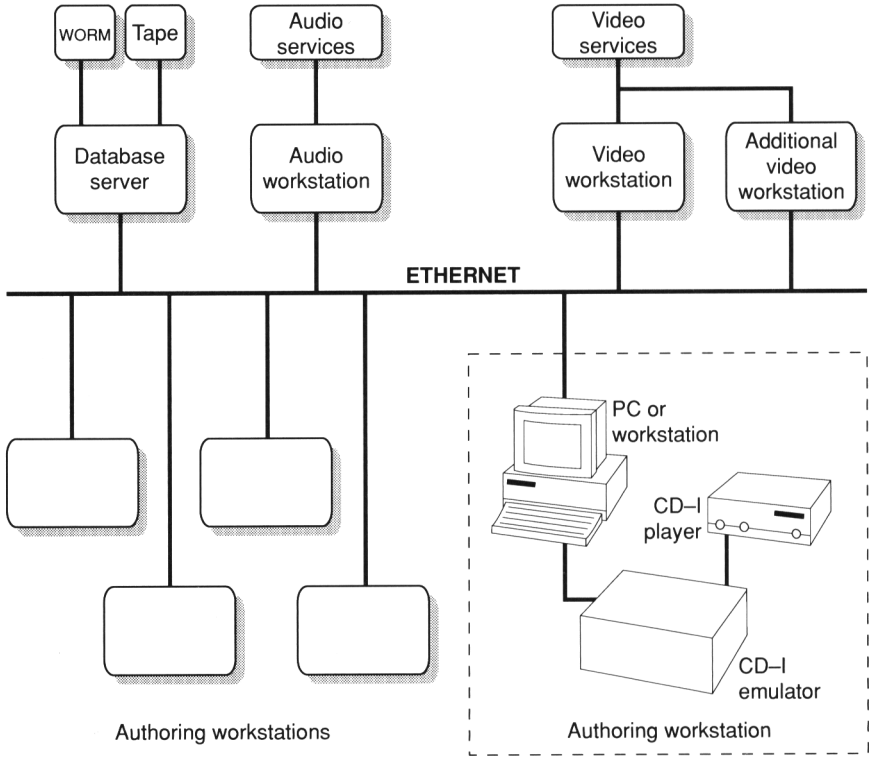 WORM
Tape
Audio
services
Video
services
Database
server
Audio
workstation
Video
workstation
Additional
video
workstation
ETHERNET
PC or
workstation
CD–I
player
CD–I
emulator
Authoring workstations
Authoring workstation